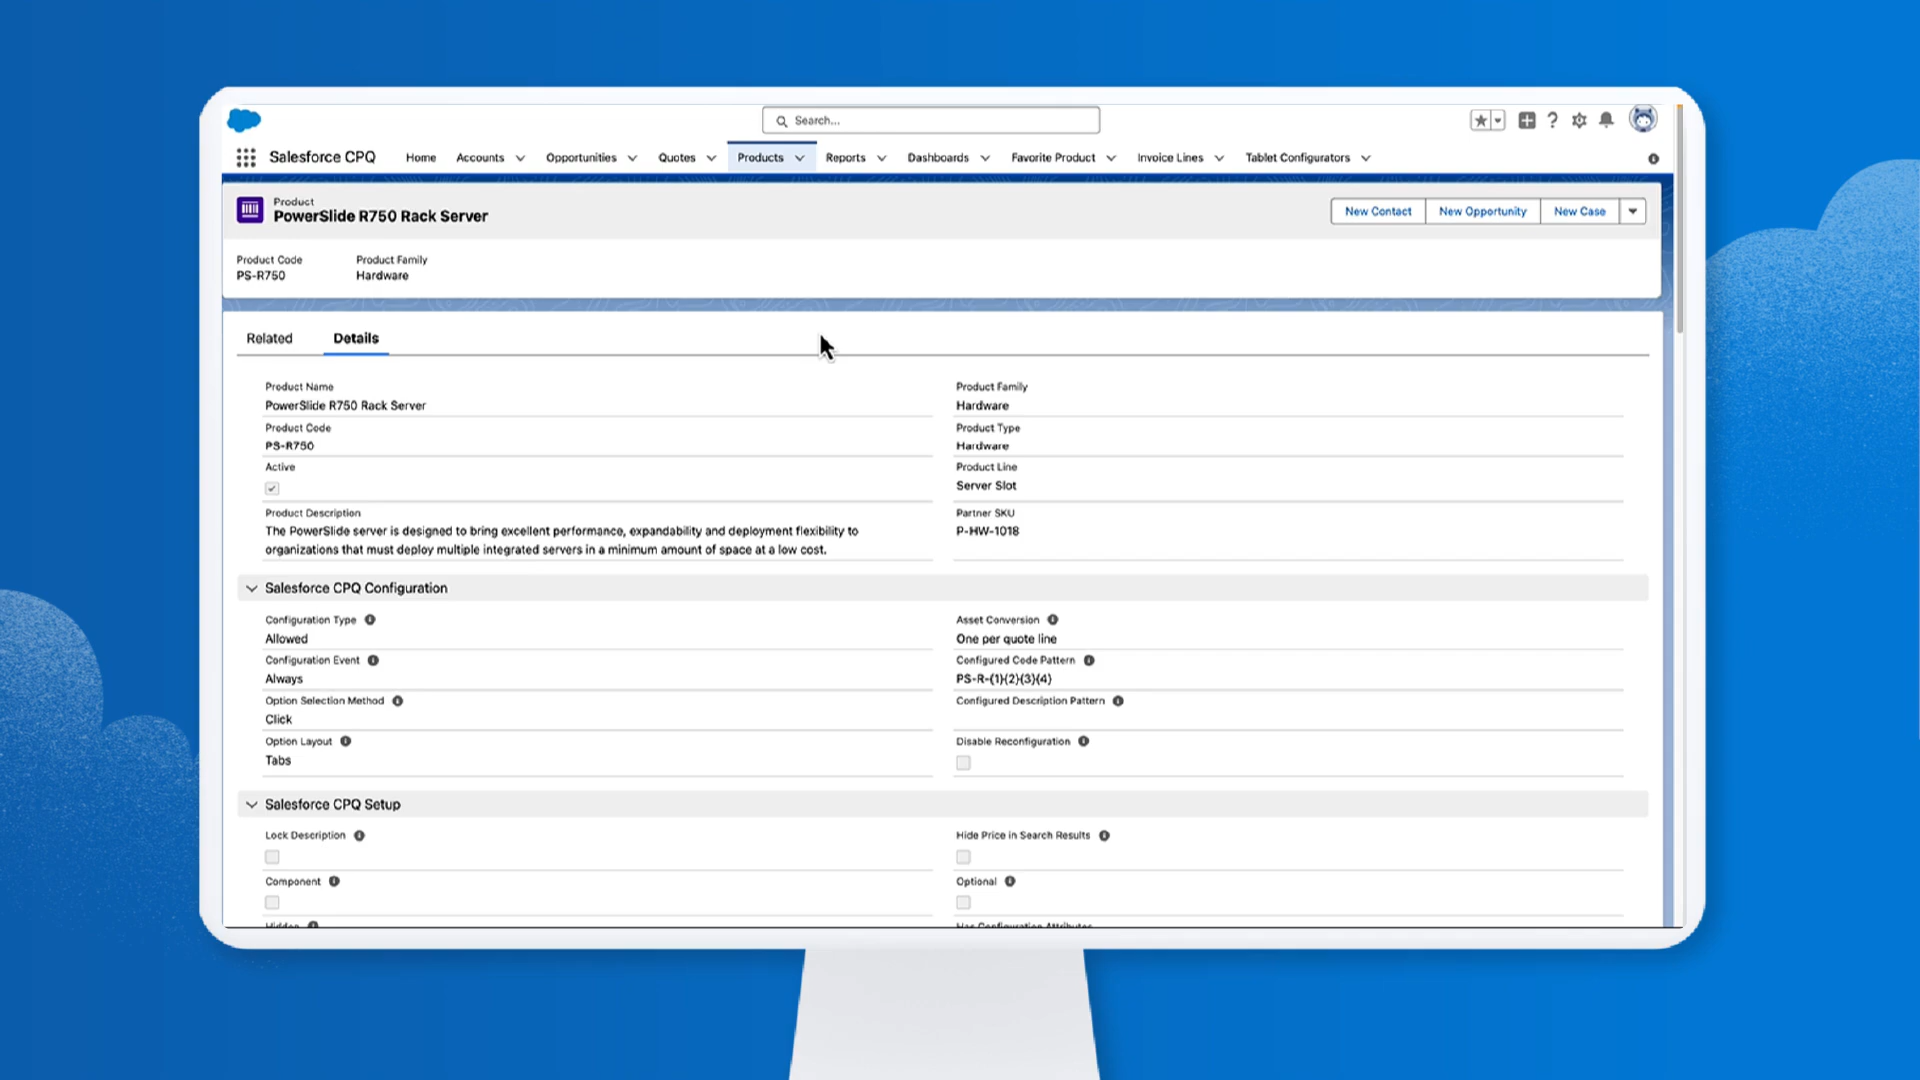 Search...
Salesforce CPQ
Home
Accounts
Opportunities
Quotes
Products
Reports
Dashboards
Favorite Product
Invoice Lines
Tablet Configurators
Product
PowerSlide R750 Rack Server
New Contact
New Opportunity
New Case
Product Code
PS-R750
Product Family
Hardware
Related
Details
Product Name
PowerSlide R750 Rack Server
Product Family
Hardware
Product Code
PS-R750
Product Type
Hardware
Active
Product Line
Server Slot
Product Description
The PowerSlide server is designed to bring excellent performance, expandability and deployment flexibility to
organizations that must deploy multiple integrated servers in a minimum amount of space at a low cost.
Partner SKU
P-HW-1018
Salesforce CPQ Configuration
Configuration Type
Allowed
Asset Conversion
One per quote line
Configuration Event
Always
Configured Code Pattern
PS-R-{1}{2}{3}{4}
Option Selection Method
Click
Configured Description Pattern
Option Layout
Tabs
Disable Reconfiguration
Salesforce CPQ Setup
Lock Description
Hide Price in Search Results
Component
Optional
Hidden
Has Configuration Attributes